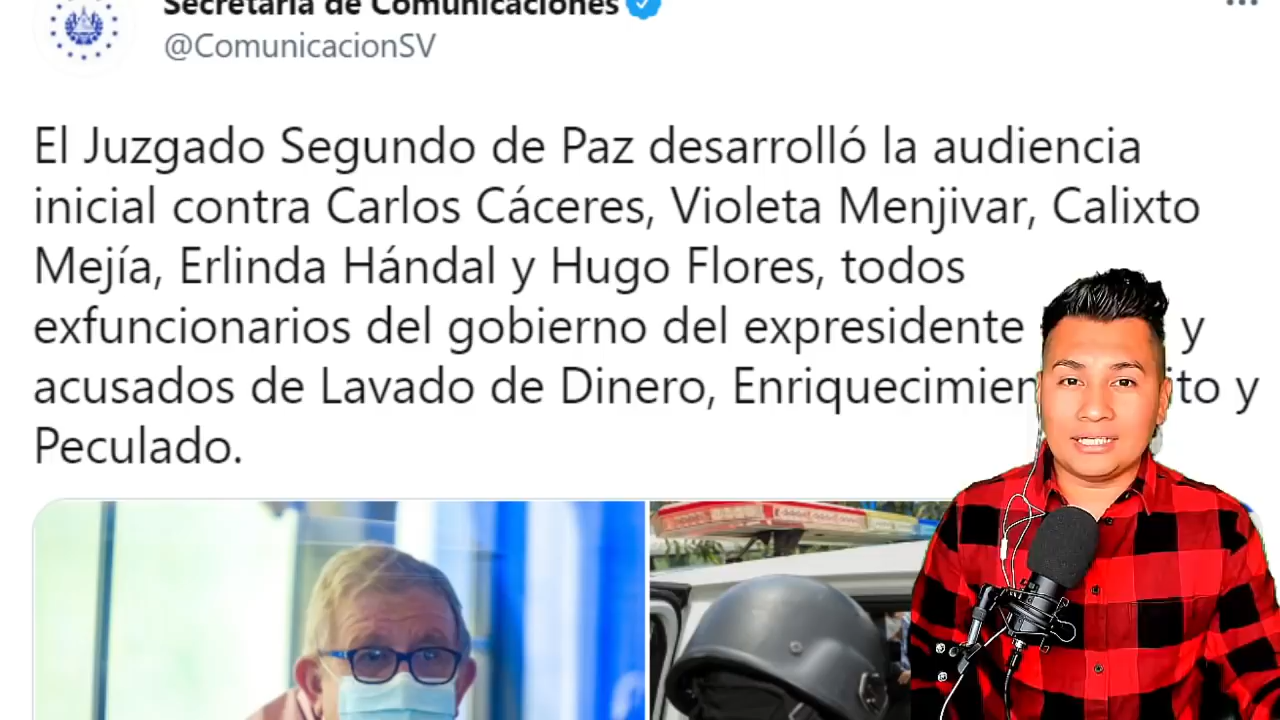 Secretaría de Comunicaciones
@ComunicacionSV
El Juzgado Segundo de Paz desarrolló la audiencia
inicial contra Carlos Cáceres, Violeta Menjivar, Calixto
Mejía, Erlinda Hándal y Hugo Flores, todos
exfuncionarios del gobierno del expresidente y
acusados de Lavado de Dinero, ito y
Peculado.